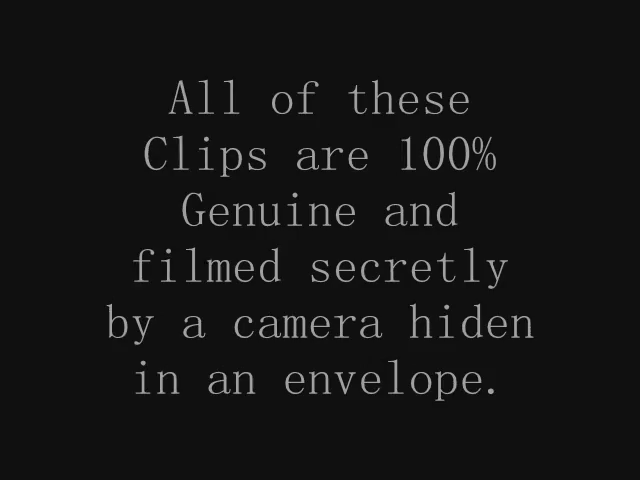 All of these
Clips are 100%
Genuine and
filmed secretly
by a camera hiden
in an envelope.